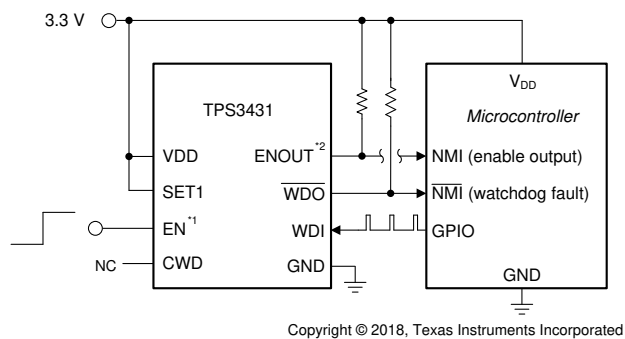 3.3 V
TPS3431
VDD
SET1
EN*1
CWD
NC
ENOUT*2
WDO
WDI
GND
VDD
Microcontroller
NMI (enable output)
NMI (watchdog fault)
GPIO
GND
Copyright © 2018, Texas Instruments Incorporated